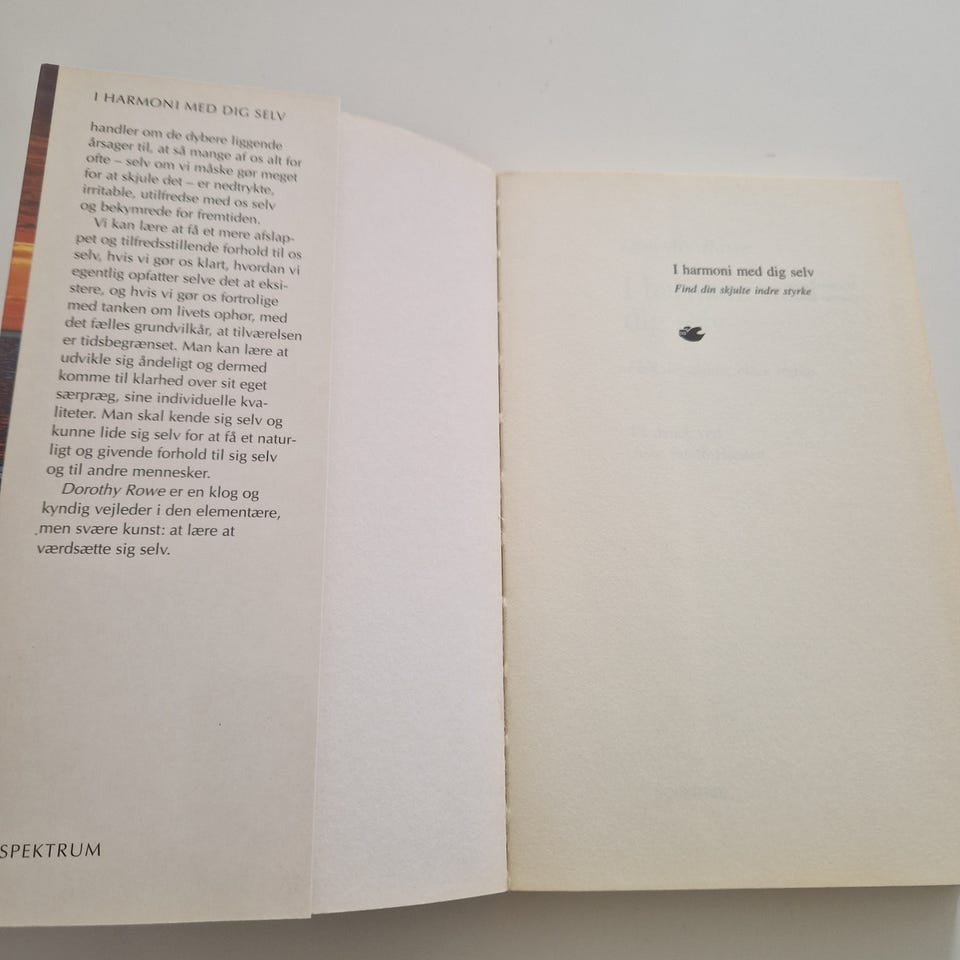 I HARMONI MED DIG SELV
handler om de dybere liggende
årsager til, at så mange af os alt for
ofte – selv om vi måske gør meget
for at skjule det – er nedtrykte,
irritable, utilfredse med os selv
og bekymrede for fremtiden.
Vi kan lære at få et mere afslap-
pet og tilfredsstillende forhold til os
selv, hvis vi gør os klart, hvordan vi
egentlig opfatter selve det at eksi-
stere, og hvis vi gør os fortrolige
med tanken om livets ophør, med
det fælles grundvilkår, at tilværelsen
er tidsbegrænset. Man kan lære at
udvikle sig åndeligt og dermed
komme til klarhed over sit eget
særpræg, sine individuelle kva-
liteter. Man skal kende sig selv og
kunne lide sig selv for at få et natur-
ligt og givende forhold til sig selv
og til andre mennesker.
Dorothy Rowe er en klog og
kyndig vejleder i den elementære,
men svære kunst: at lære at
værdsætte sig selv.
SPEKTRUM
I harmoni med dig selv
Find din skjulte indre styrke